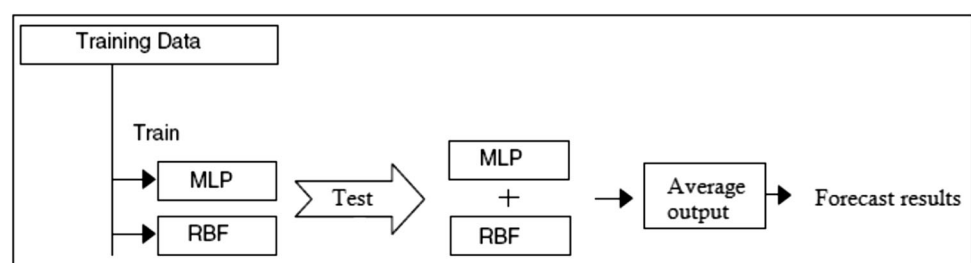 Training Data
Train
MLP
RBF
Test
MLP
+
RBF
Average
output
Forecast results